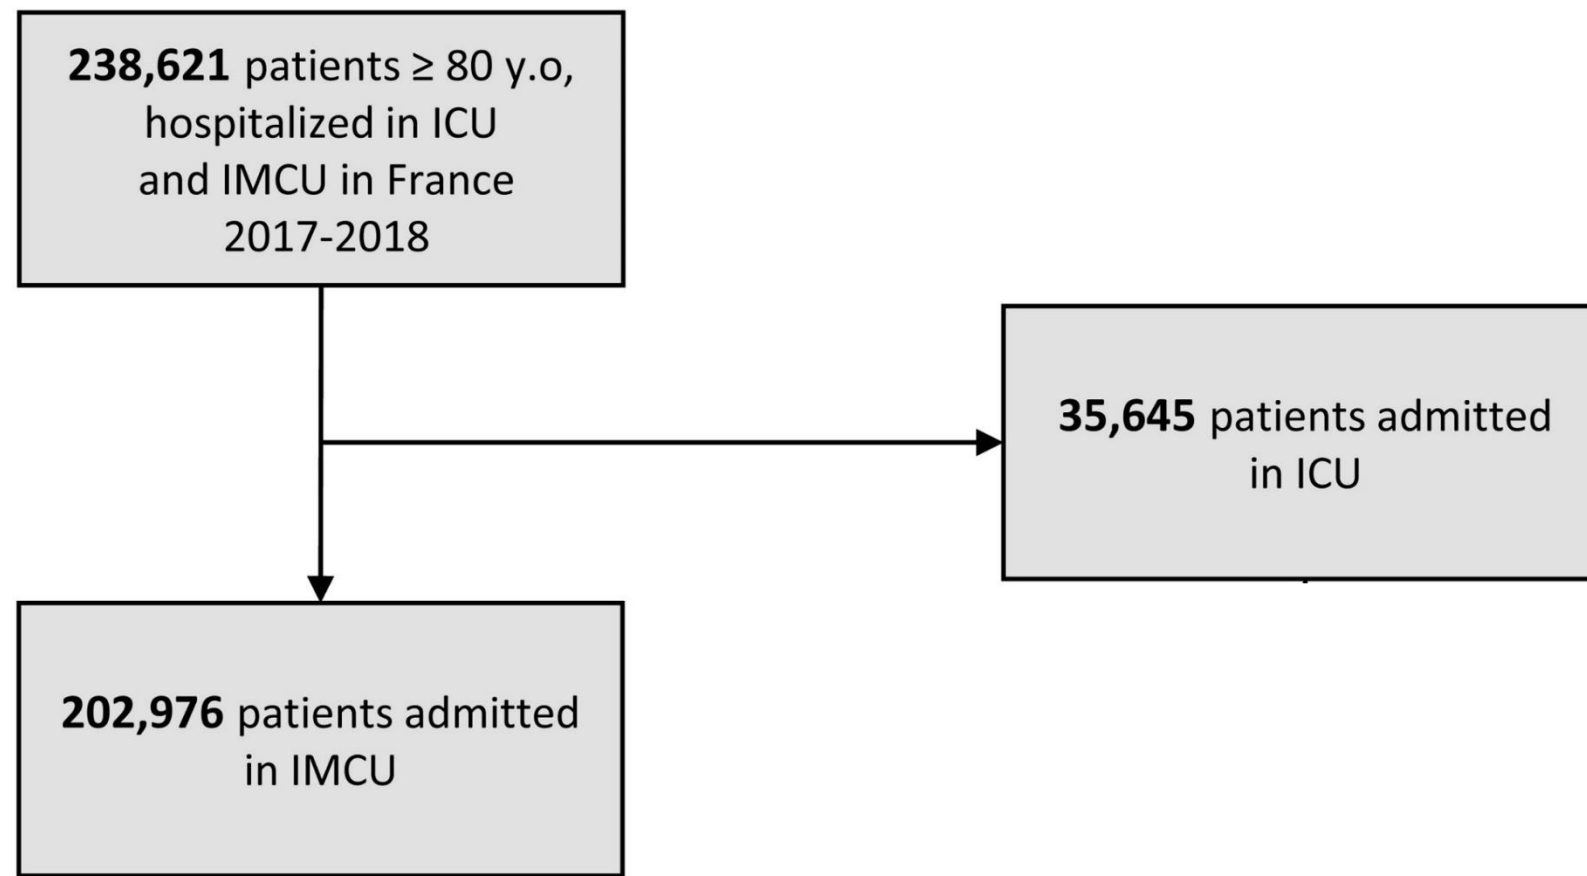 238,621 patients ≥ 80 y.o,
hospitalized in ICU
and IMCU in France
2017-2018
35,645 patients admitted
in ICU
202,976 patients admitted
in IMCU